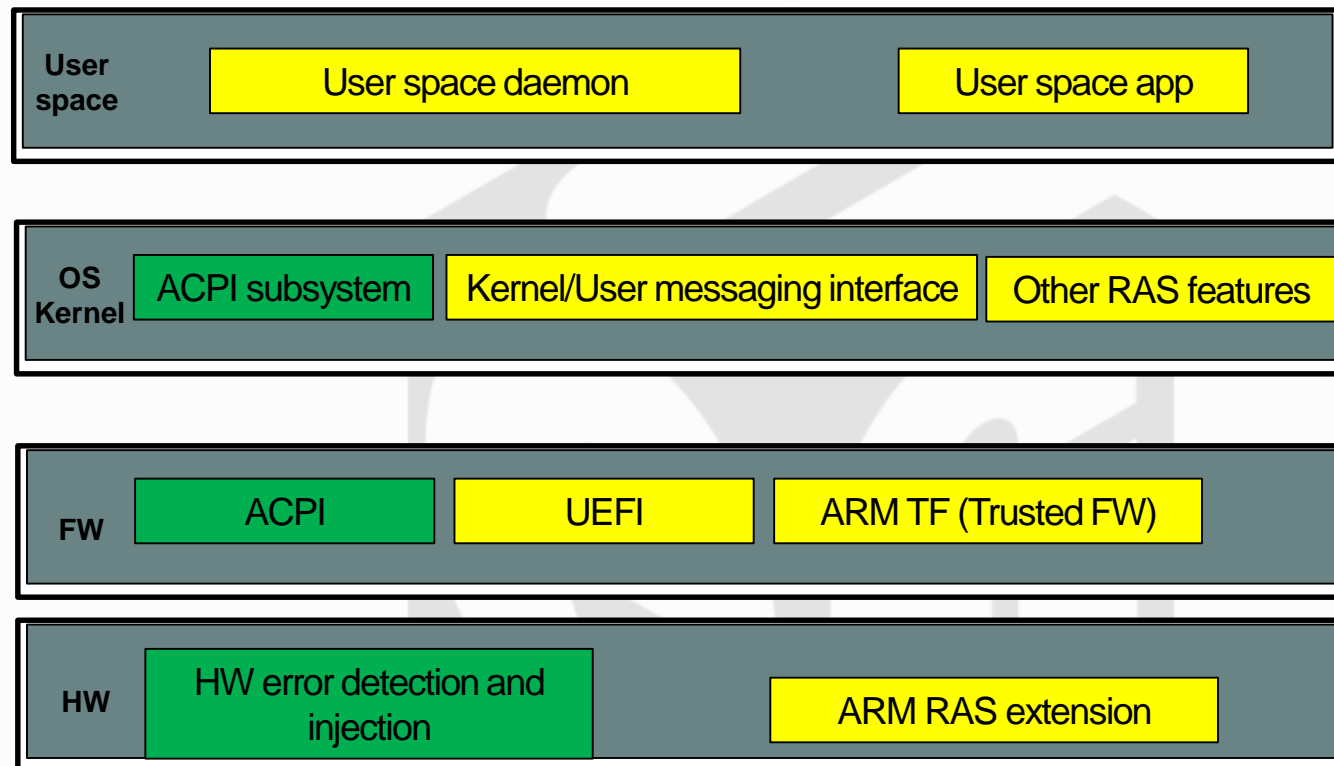 User
space
User space daemon
User space app
OS
Kernel
ACPI subsystem
Kernel/User messaging interface
Other RAS features
FW
ACPI
UEFI
ARM TF (Trusted FW)
HW
HW error detection and
injection
ARM RAS extension